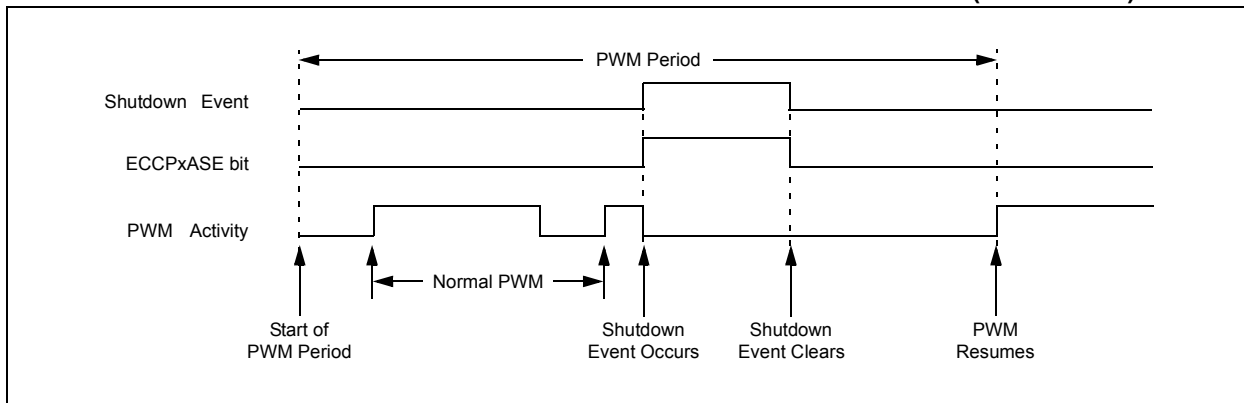 PWM Period
Shutdown Event
ECCPxASE bit
PWM Activity
Normal PWM
Start of
PWM Period
Shutdown
Event Occurs
Shutdown
Event Clears
PWM
Resumes